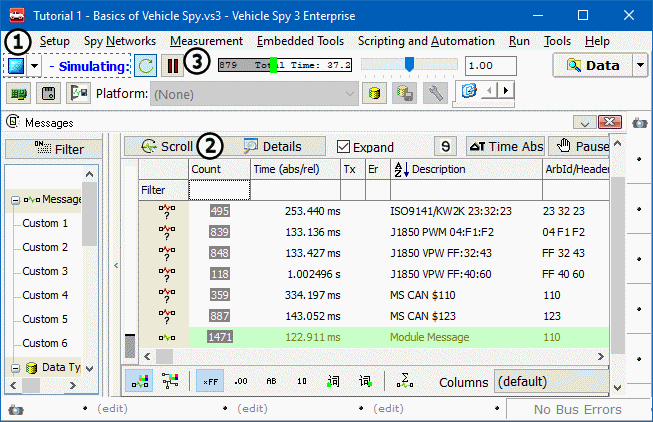 Tutorial 1 - Basics of Vehicle Spy.vs3 - Vehicle Spy 3 Enterprise
1 Setup Spy Networks Measurement Embedded Tools Scripting and Automation Run Tools Help
- Simulating: 3 879 Total Time: 37.2 1.00 Data
Platform: (None)
Messages
Filter Scroll 2 Details Expand 9 Time Abs Pause
Count Time (abs/rel) Tx Er AZ Description ArbId/Header
Filter
Message
Custom 1
Custom 2
Custom 3
Custom 4
Custom 5
Custom 6
Data Typ
? 495 253.440 ms ISO9141/KW2K 23:32:23 23 32 23
? 839 133.136 ms J1850 PWM 04:F1:F2 04 F1 F2
? 848 133.427 ms J1850 VPW FF:32:43 FF 32 43
? 118 1.002496 s J1850 VPW FF:40:60 FF 40 60
? 359 334.197 ms MS CAN $110 110
? 887 143.052 ms MS CAN $123 123
1471 122.911 ms Module Message 110
xFF .00 AB 10 词 词 Σ Columns (default)
(edit) (edit) (edit) No Bus Errors